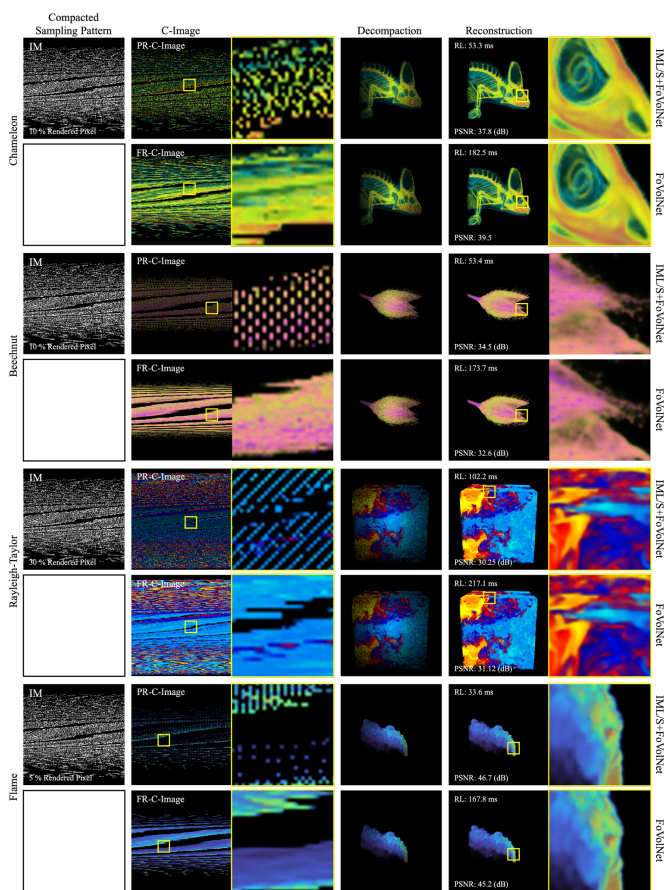 Compacted
Sampling Pattern
C-Image
Decompaction
Reconstruction
Chameleon
IM
10 % Rendered Pixel
PR-C-Image
RL: 53.3 ms
PSNR: 37.8 (dB)
IML/S+FoVolNet
FR-C-Image
RL: 182.5 ms
PSNR: 39.5
FoVolNet
Beechnut
IM
10 % Rendered Pixel
PR-C-Image
RL: 53.4 ms
PSNR: 34.5 (dB)
IML/S+FoVolNet
FR-C-Image
RL: 173.7 ms
PSNR: 32.6 (dB)
FoVolNet
Rayleigh-Taylor
IM
30 % Rendered Pixel
PR-C-Image
RL: 102.2 ms
PSNR: 30.25 (dB)
IML/S+FoVolNet
FR-C-Image
RL: 217.1 ms
PSNR: 31.12 (dB)
FoVolNet
Flame
IM
5 % Rendered Pixel
PR-C-Image
RL: 33.6 ms
PSNR: 46.7 (dB)
IML/S+FoVolNet
FR-C-Image
RL: 167.8 ms
PSNR: 45.2 (dB)
FoVolNet